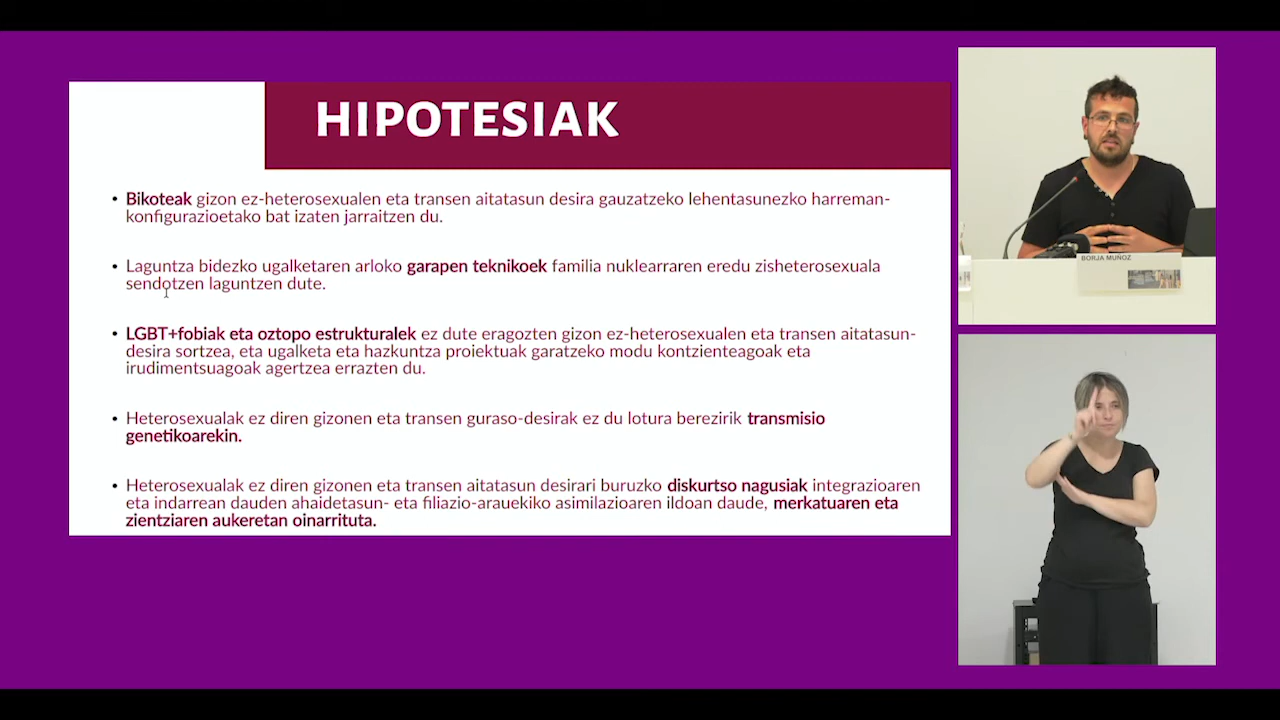 HIPOTESIAK
• Bikoteak gizon ez-heterosexualen eta transen aitatasun desira gauzatzeko lehentasunezko harreman-
konfigurazioetako bat izaten jarraitzen du.
• Laguntza bidezko ugalketaren arloko garapen teknikoek familia nuklearraren eredu zisheterosexuala
sendotzen laguntzen dute.
• LGBT+fobiak eta oztopo estrukturalek ez dute eragozten gizon ez-heterosexualen eta transen aitatasun-
desira sortzea, eta ugalketa eta hazkuntza proiektuak garatzeko modu kontzienteagoak eta
irudimentsuagoak agertzea errazten du.
• Heterosexualak ez diren gizonen eta transen guraso-desirak ez du lotura berezirik transmisio
genetikoarekin.
• Heterosexualak ez diren gizonen eta transen aitatasun desirari buruzko diskurtso nagusiak integrazioaren
eta indarrean dauden ahaidetasun- eta filiazio-arauekiko asimilazioaren ildoan daude, merkatuaren eta
zientziaren aukeretan oinarrituta.
BORJA MUÑOZ